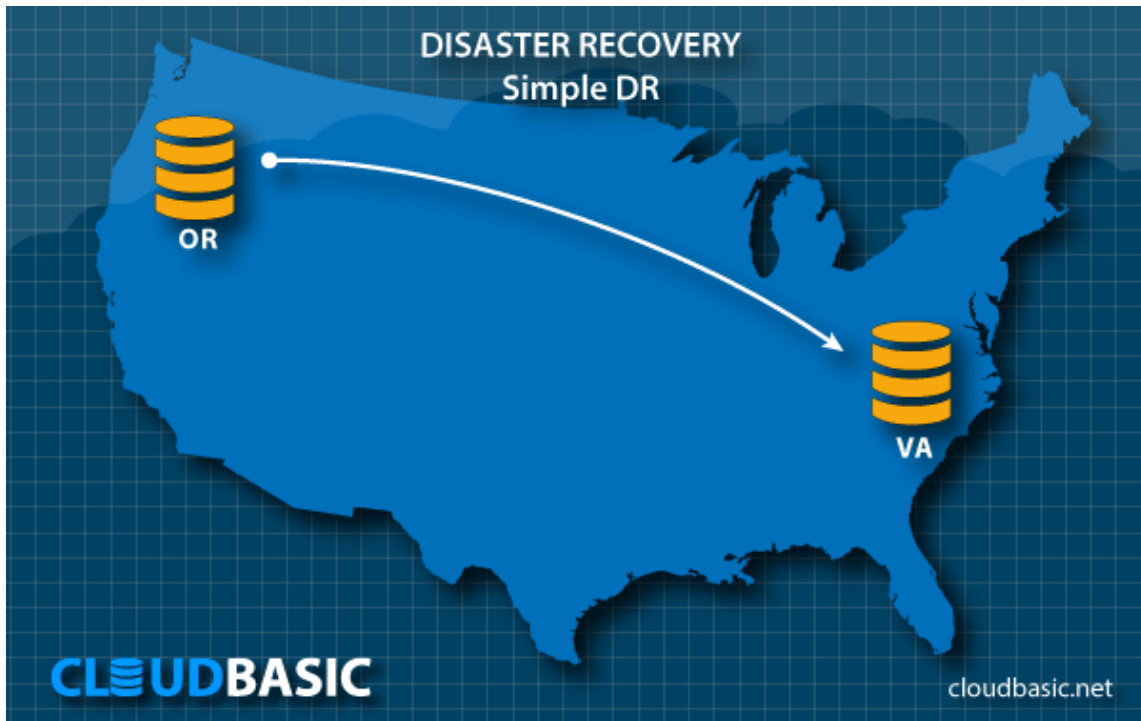 DISASTER RECOVERY
Simple DR
OR
VA
CLOUDBASIC
cloudbasic.net